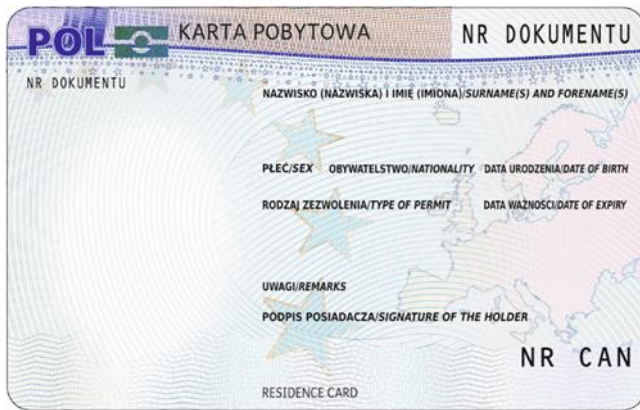 POL KARTA POBYTOWA NR DOKUMENTU
NR DOKUMENTU
NAZWISKO (NAZWISKA) I IMIĘ (IMIONA)/SURNAME(S) AND FORENAME(S)
PŁEĆ/SEX OBYWATELSTWO/NATIONALITY DATA URODZENIA/DATE OF BIRTH
RODZAJ ZEZWOLENIA/TYPE OF PERMIT DATA WAŻNOŚCI/DATE OF EXPIRY
UWAGI/REMARKS
PODPIS POSIADACZA/SIGNATURE OF THE HOLDER
NR CAN
RESIDENCE CARD